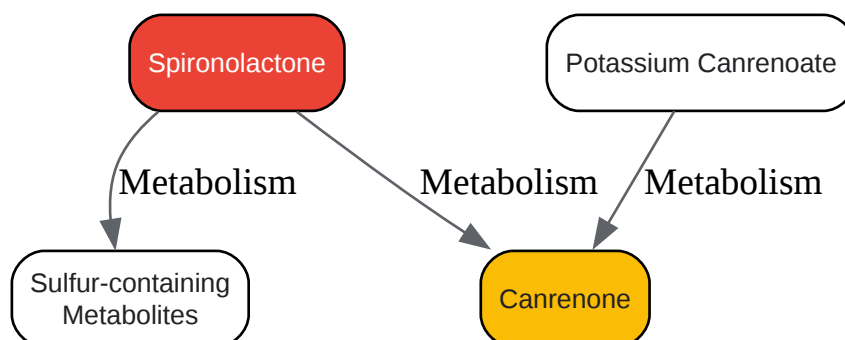 Spironolactone
Potassium Canrenoate
Metabolism
Metabolism
Metabolism
Sulfur-containing
Metabolites
Canrenone